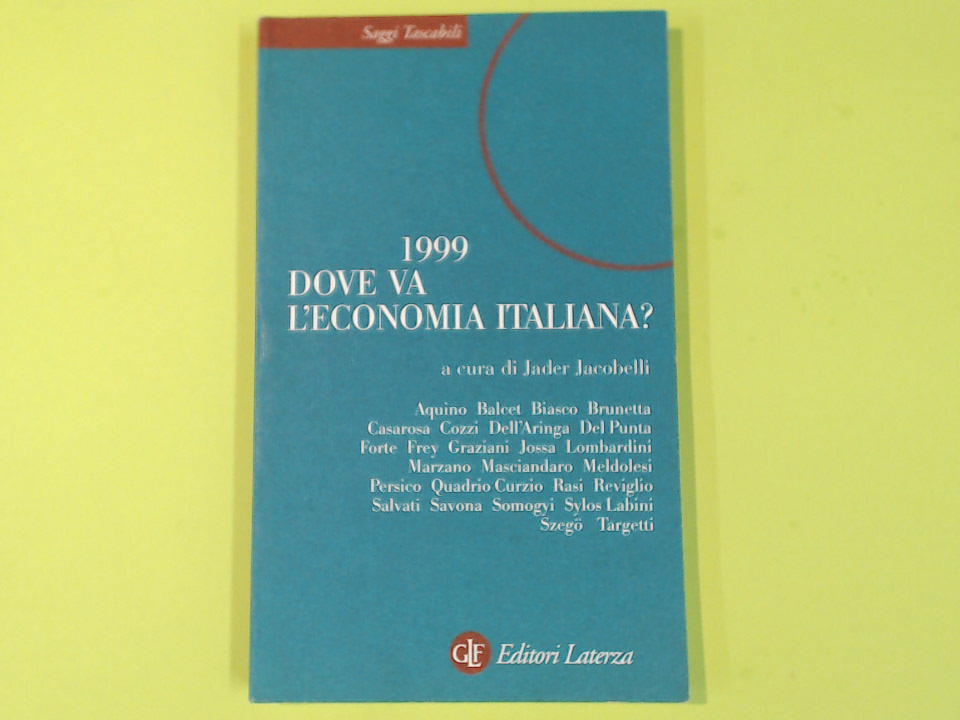 Saggi Tascabili
1999
DOVE VA
L'ECONOMIA ITALIANA?
a cura di Jader Jacobelli
Aquino Balcet Biasco Brunetta
Casarosa Cozzi Dell'Aringa Del Punta
Forte Frey Graziani Jossa Lombardini
Marzano Masciandaro Meldolesi
Persico Quadrio Curzio Rasi Reviglio
Salvati Savona Somogyi Sylos Labini
Szegö Targetti
GLF Editori Laterza